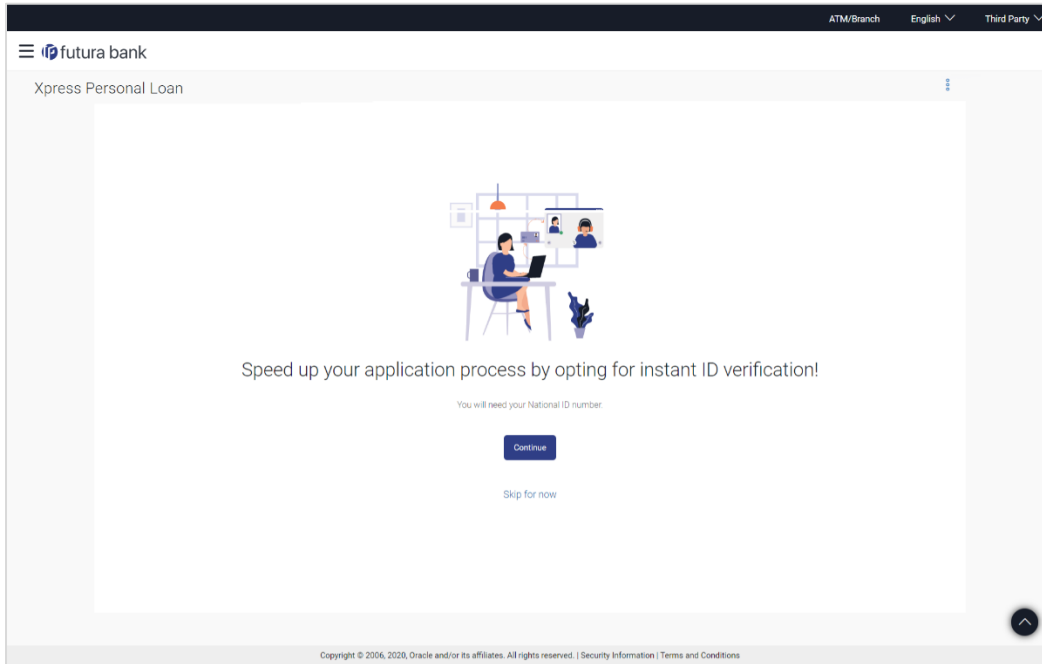 ATM/Branch English Third Party
futura bank
Xpress Personal Loan
Speed up your application process by opting for instant ID verification!
You will need your National ID number.
Continue
Skip for now
Copyright © 2006, 2020, Oracle and/or its affiliates. All rights reserved. | Security Information | Terms and Conditions